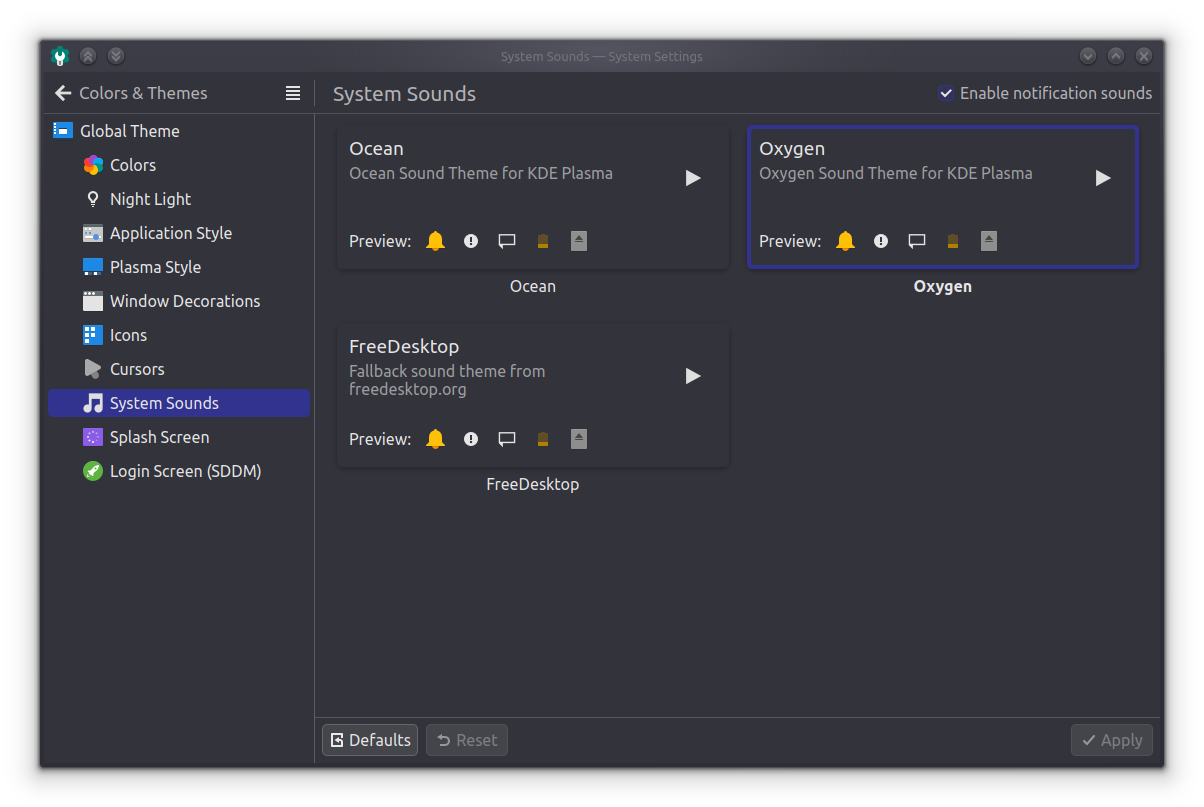 System Sounds — System Settings
Colors & Themes
System Sounds
Enable notification sounds
Global Theme
Colors
Night Light
Application Style
Plasma Style
Window Decorations
Icons
Cursors
System Sounds
Splash Screen
Login Screen (SDDM)
Ocean
Ocean Sound Theme for KDE Plasma
Preview:
Ocean
Oxygen
Oxygen Sound Theme for KDE Plasma
Preview:
Oxygen
FreeDesktop
Fallback sound theme from
freedesktop.org
Preview:
FreeDesktop
Defaults
Reset
Apply